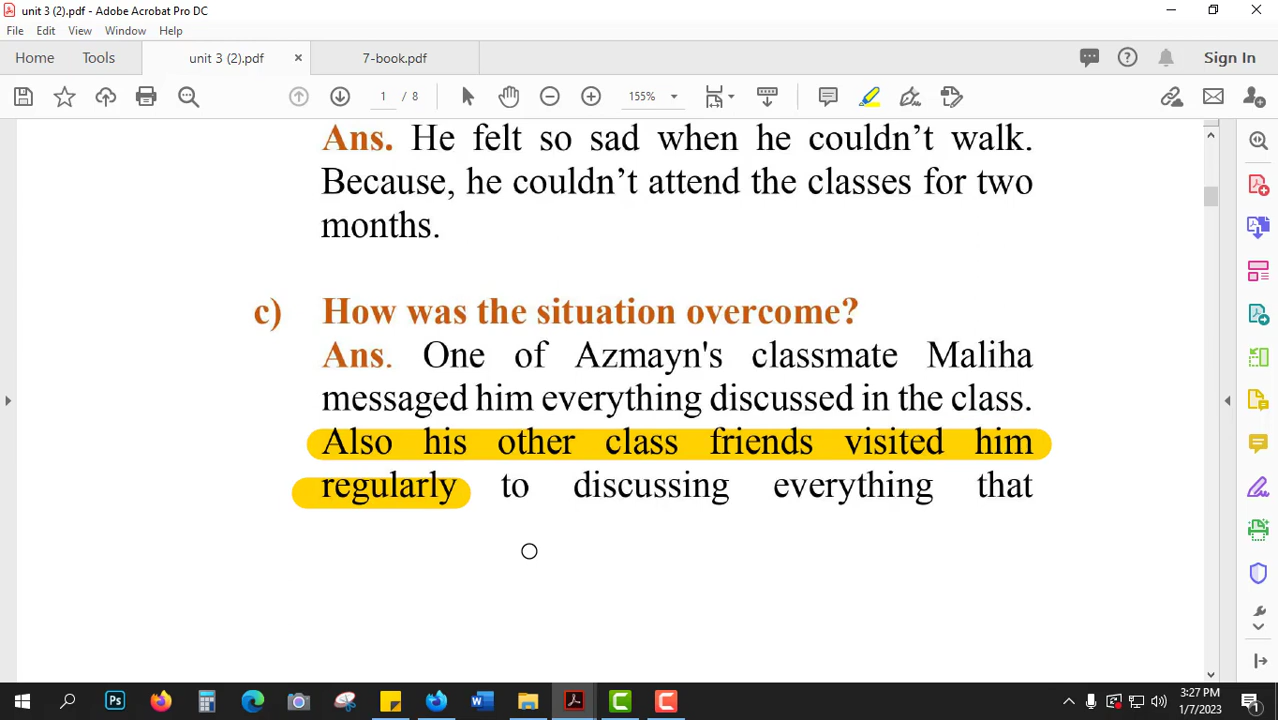 unit 3 (2).pdf - Adobe Acrobat Pro DC
File Edit View Window Help
Home Tools unit 3 (2).pdf × 7-book.pdf Sign In
1 / 8 155%
Ans. He felt so sad when he couldn’t walk.
Because, he couldn’t attend the classes for two
months.
c) How was the situation overcome?
Ans. One of Azmayn's classmate Maliha
messaged him everything discussed in the class.
Also his other class friends visited him
regularly to discussing everything that
Ps W
3:27 PM
1/7/2023
1